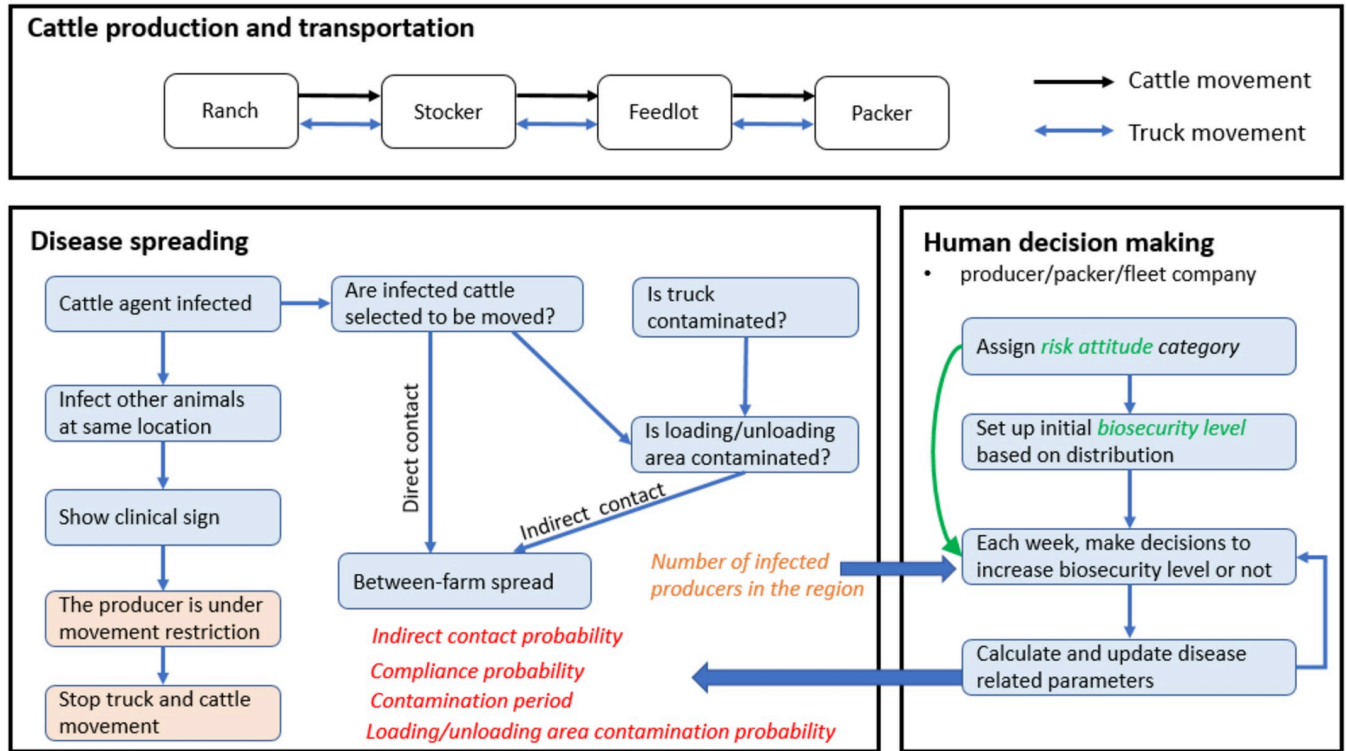 Cattle production and transportation
Ranch
Stocker
Feedlot
Packer
Cattle movement
Truck movement
Disease spreading
Cattle agent infected
Infect other animals
at same location
Show clinical sign
The producer is under
movement restriction
Stop truck and cattle
movement
Are infected cattle
selected to be moved?
Is truck
contaminated?
Is loading/unloading
area contaminated?
Direct contact
Indirect contact
Between-farm spread
Number of infected
producers in the region
Indirect contact probability
Compliance probability
Contamination period
Loading/unloading area contamination probability
Human decision making
• producer/packer/fleet company
Assign risk attitude category
Set up initial biosecurity level
based on distribution
Each week, make decisions to
increase biosecurity level or not
Calculate and update disease
related parameters